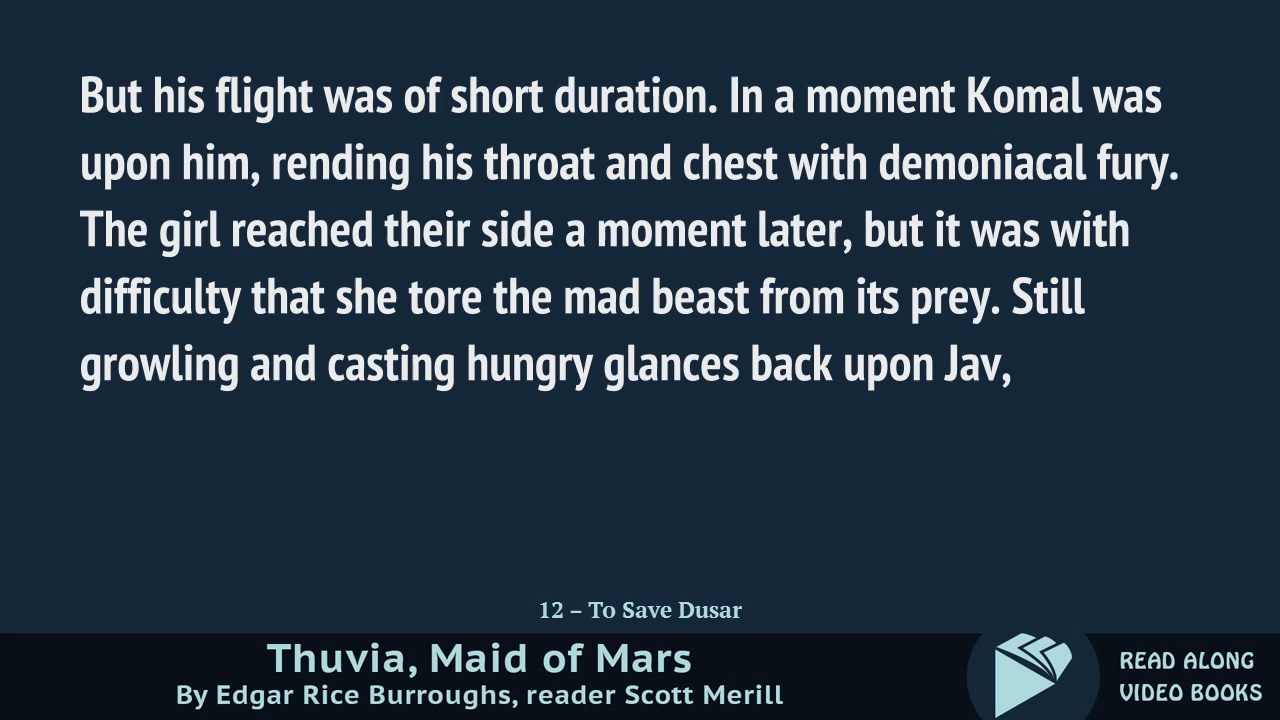 But his flight was of short duration. In a moment Komal was
upon him, rending his throat and chest with demoniacal fury.
The girl reached their side a moment later, but it was with
difficulty that she tore the mad beast from its prey. Still
growling and casting hungry glances back upon Jav,
12 – To Save Dusar
Thuvia, Maid of Mars
By Edgar Rice Burroughs, reader Scott Merill
READ ALONG
VIDEO BOOKS